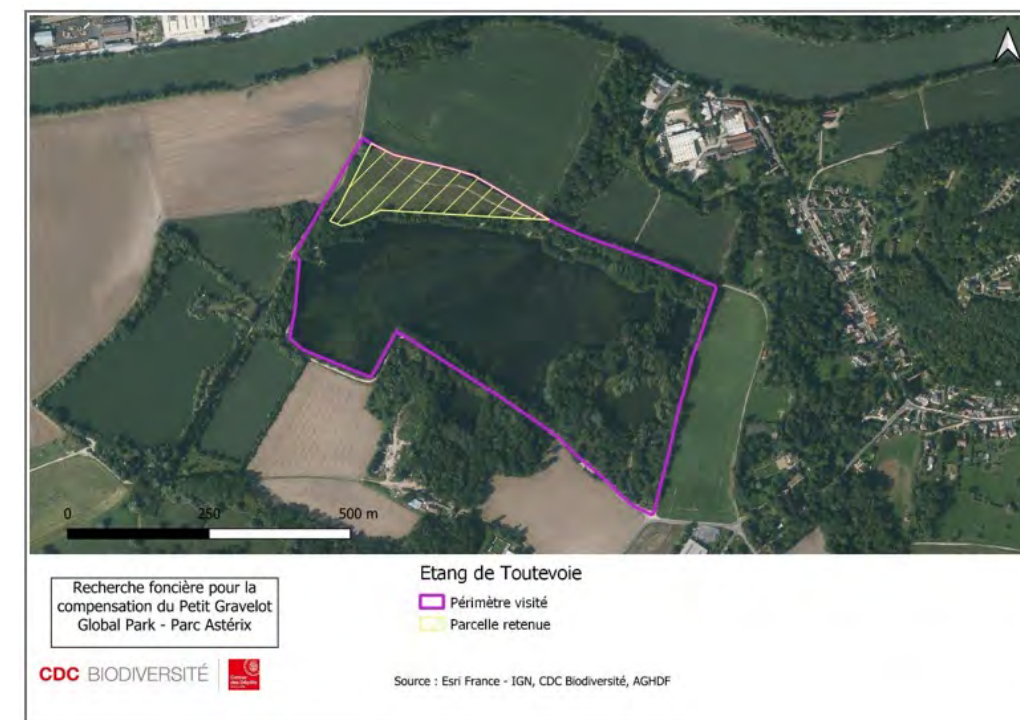 0 250 500 m
Recherche foncière pour la
compensation du Petit Gravelot
Global Park - Parc Astérix
Etang de Toutevoie
Périmètre visité
Parcelle retenue
CDC BIODIVERSITÉ
Source : Esri France - IGN, CDC Biodiversité, AGHDF